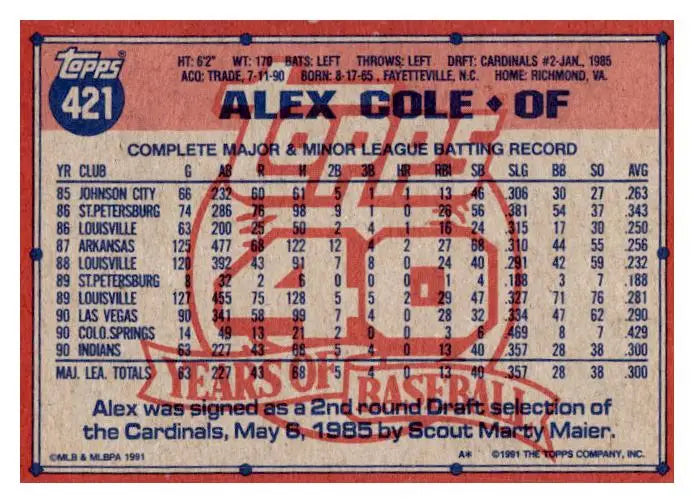 Topps®
421
HT: 6'2" WT: 170 BATS: LEFT THROWS: LEFT DRFT: CARDINALS #2-JAN., 1985
ACQ: TRADE, 7-11-90 BORN: 8-17-65, FAYETTEVILLE, N.C. HOME: RICHMOND, VA.
ALEX COLE • OF
Topps
40
YEARS OF BASEBALL
COMPLETE MAJOR & MINOR LEAGUE BATTING RECORD
YR CLUB G AB R H 2B 3B HR RBI SB SLG BB SO AVG
85 JOHNSON CITY 66 232 60 61 5 1 1 13 46 .306 30 27 .263
86 ST.PETERSBURG 74 286 76 98 9 1 0 26 56 .381 54 37 .343
86 LOUISVILLE 63 200 25 50 2 4 1 16 24 .315 17 30 .250
87 ARKANSAS 125 477 68 122 12 4 2 27 68 .310 44 55 .256
88 LOUISVILLE 120 392 43 91 7 8 0 24 40 .291 42 59 .232
89 ST.PETERSBURG 8 32 2 6 0 0 0 1 4 .188 3 7 .188
89 LOUISVILLE 127 455 75 128 5 5 2 29 47 .327 71 76 .281
90 LAS VEGAS 90 341 58 99 7 4 0 28 32 .334 47 62 .290
90 COLO.SPRINGS 14 49 13 21 2 0 0 3 6 .469 8 7 .429
90 INDIANS 63 227 43 68 5 4 0 13 40 .357 28 38 .300
MAJ. LEA. TOTALS 63 227 43 68 5 4 0 13 40 .357 28 38 .300
Alex was signed as a 2nd round Draft selection of
the Cardinals, May 6, 1985 by Scout Marty Maier.
©MLB & MLBPA 1991 A* ©1991 THE TOPPS COMPANY, INC.